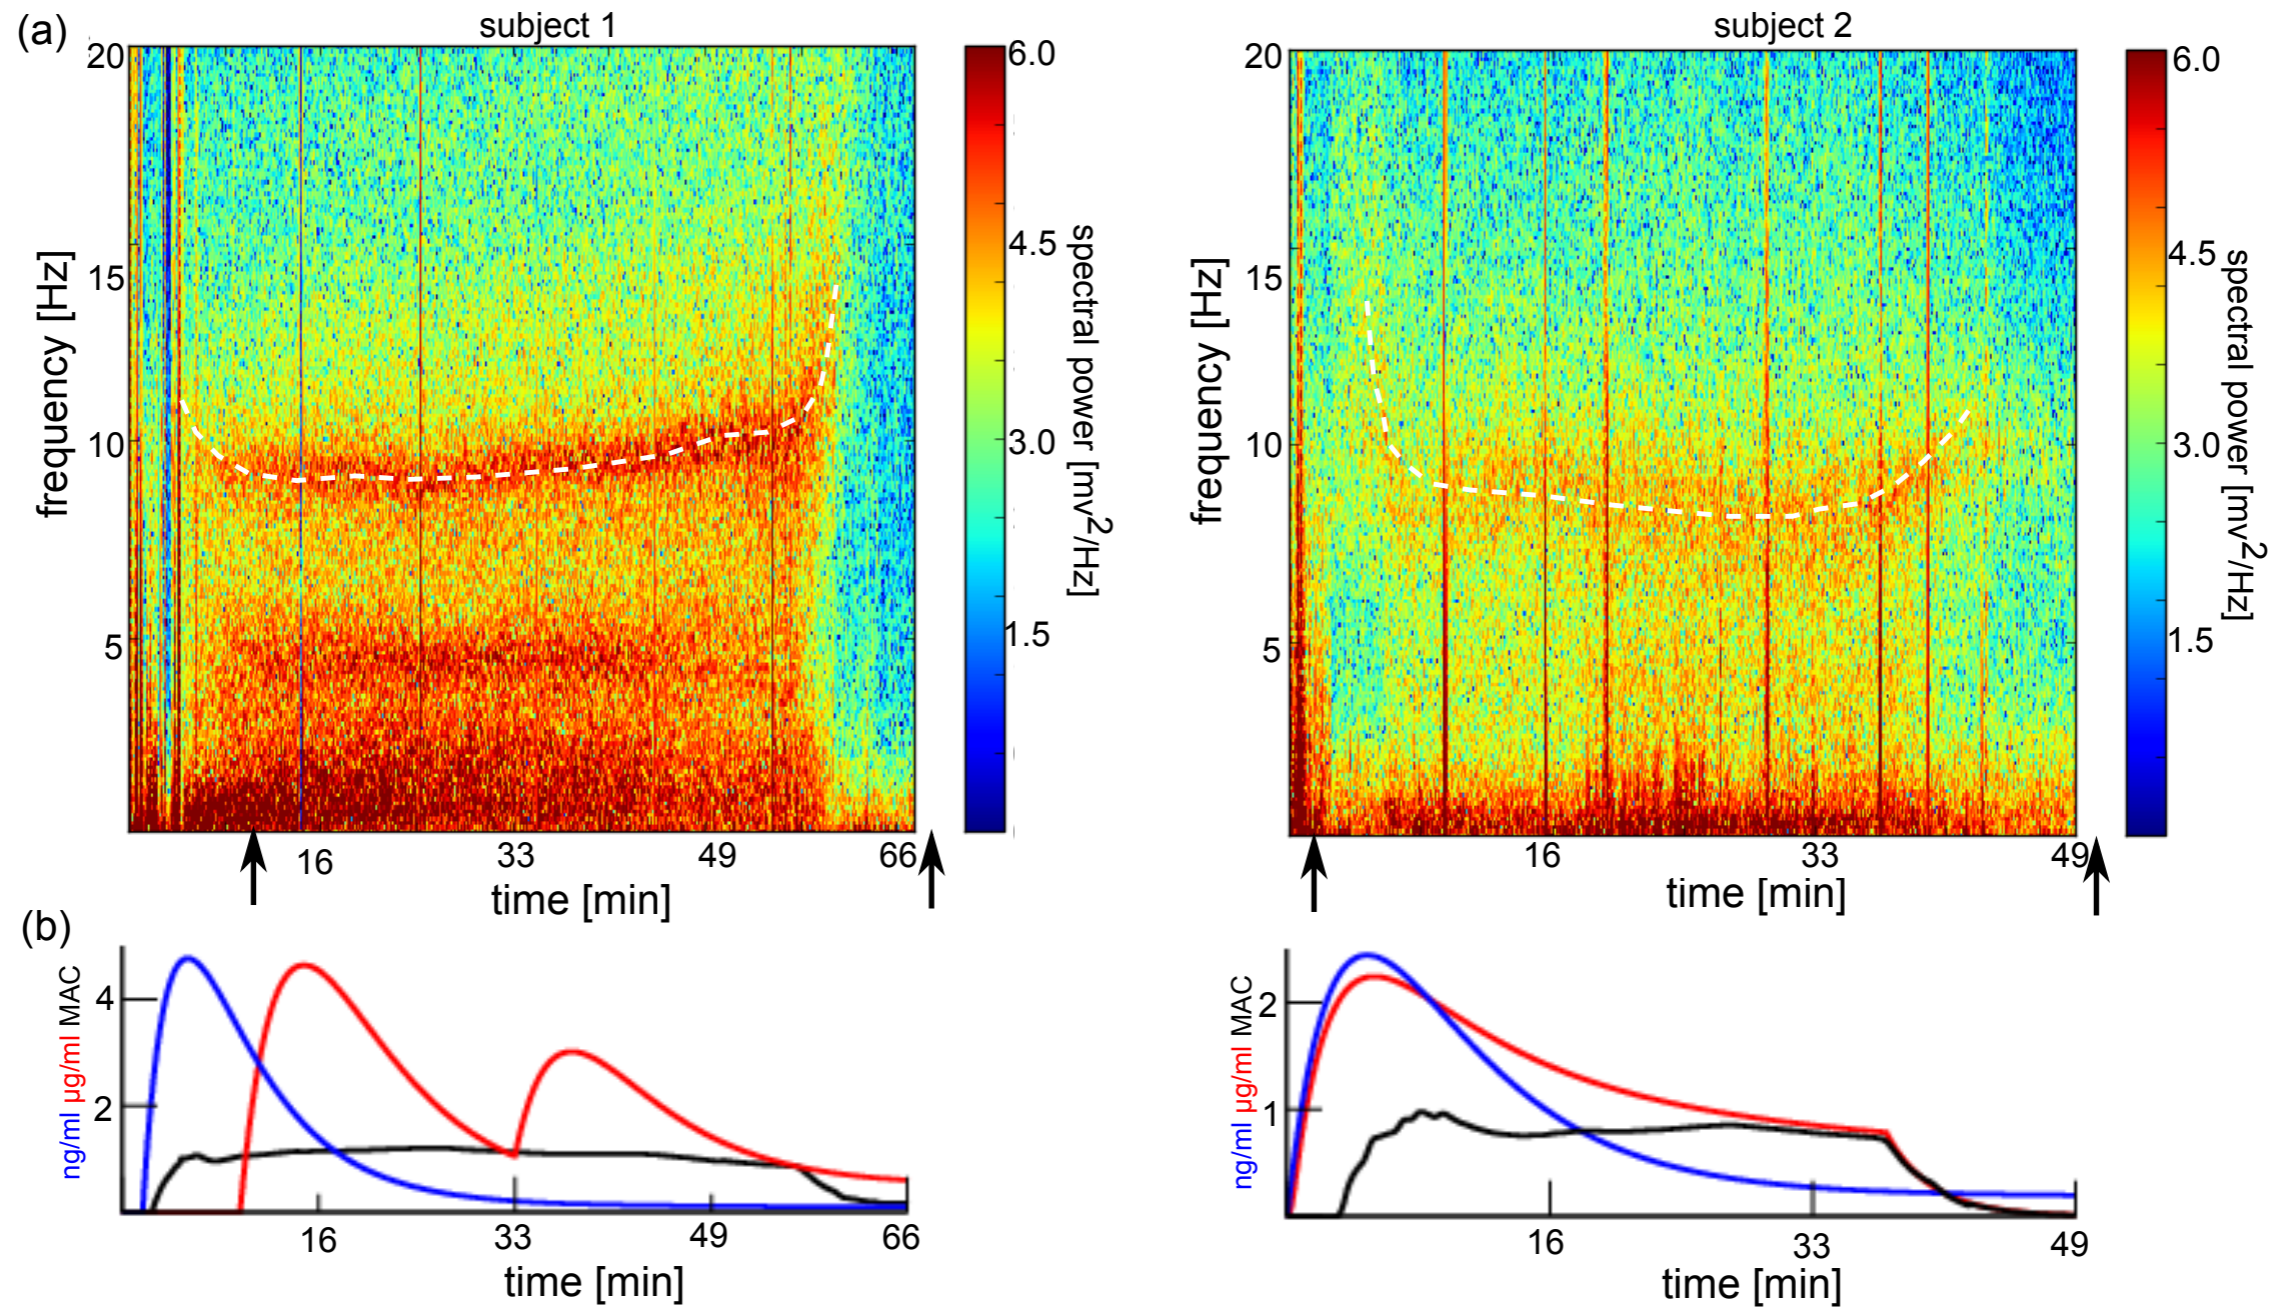 (a)
subject 1
20
15
10
5
frequency [Hz]
16
33
49
66
time [min]
6.0
4.5
3.0
1.5
spectral power [mv2/Hz]
subject 2
20
15
10
5
frequency [Hz]
16
33
49
time [min]
6.0
4.5
3.0
1.5
spectral power [mv2/Hz]
(b)
ng/ml µg/ml MAC
4
2
16
33
49
66
time [min]
ng/ml µg/ml MAC
2
1
16
33
49
time [min]